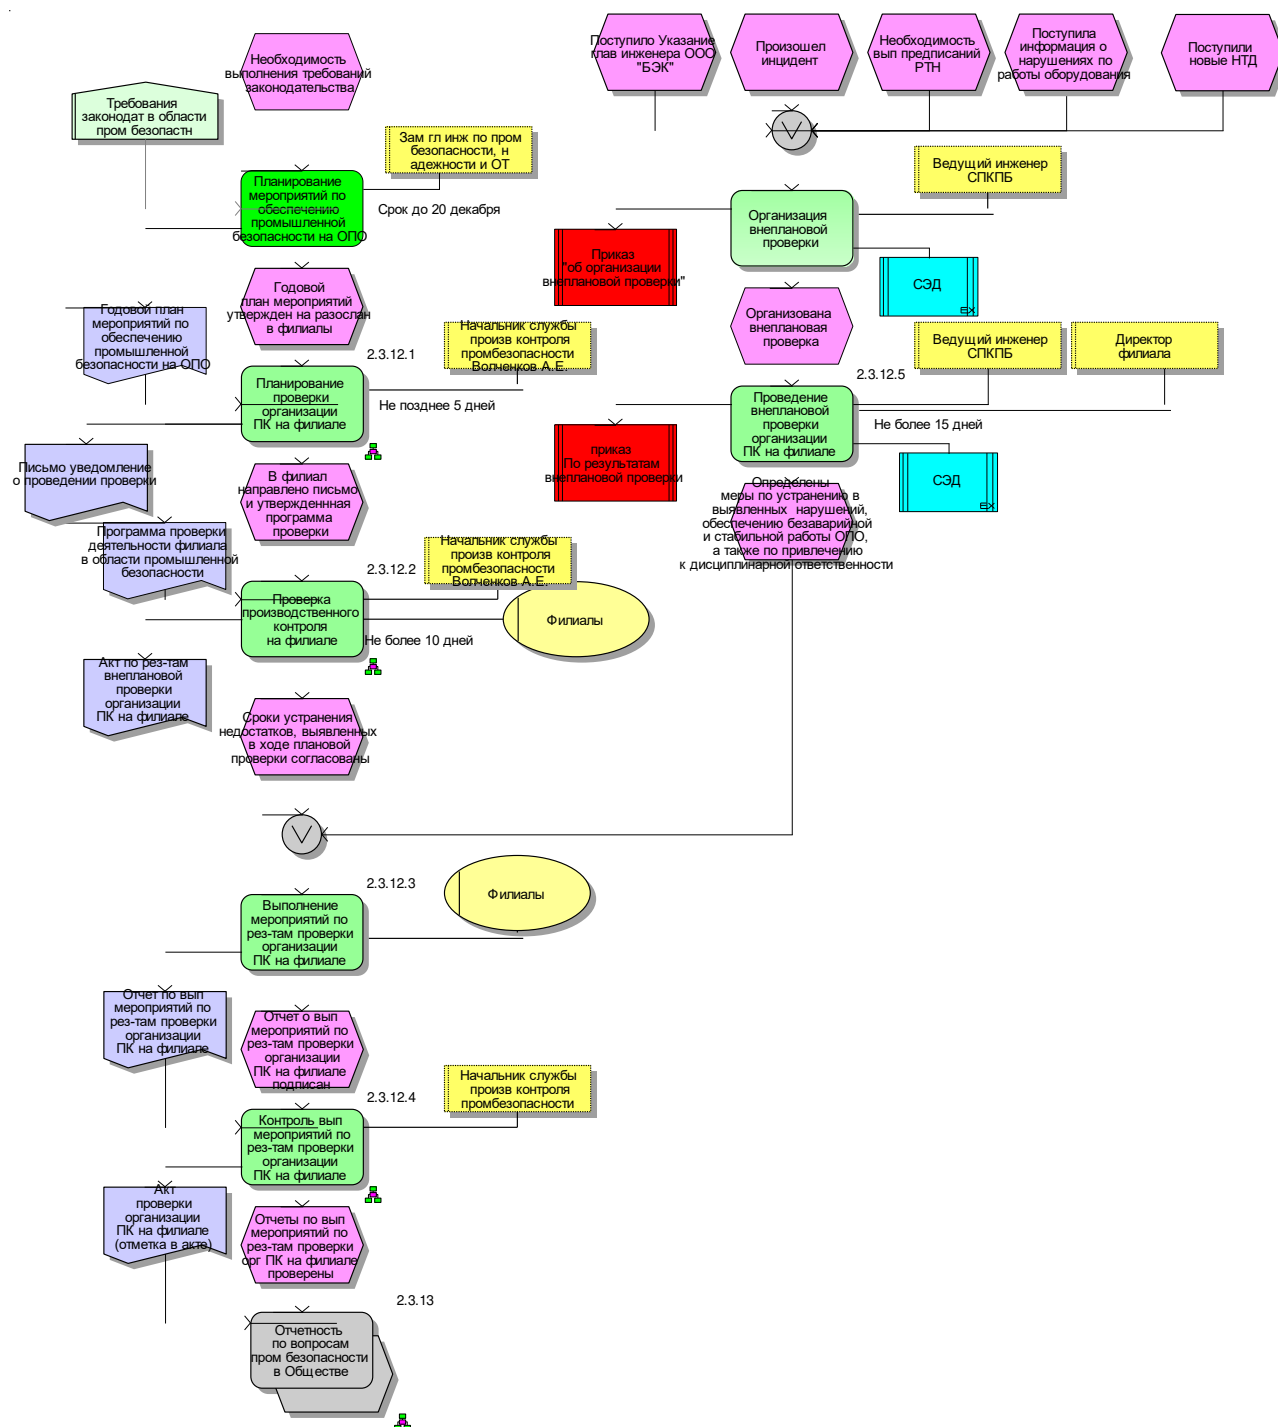 Необходимость
выполнения требований
законодательства
Поступило Указание
глав инженера ООО
"БЭК"
Произошел
инцидент
Необходимость
вып предписаний
РТН
Поступила
информация о
нарушениях по
работы оборудования
Поступили
новые НТД
Требования
законодат в области
пром безопастн
Зам гл инж по пром
безопасности, н
адежности и ОТ
Планирование
мероприятий по
обеспечению
промышленной
безопасности на ОПО
Срок до 20 декабря
Ведущий инженер
СПКПБ
Организация
внеплановой
проверки
Приказ
"об организации
внеплановой проверки"
СЭД
EX
Годовой
план мероприятий
утвержден на разослан
в филиалы
Годовой план
мероприятий по
обеспечению
промышленной
безопасности на ОПО
Начальник службы
произв контроля
промбезопасности
Волченков А.Е.
Организована
внеплановая
проверка
Ведущий инженер
СПКПБ
Директор
филиала
2.3.12.1
Планирование
проверки
организации
ПК на филиале
Не позднее 5 дней
2.3.12.5
Проведение
внеплановой
проверки
организации
ПК на филиале
Не более 15 дней
Письмо уведомление
о проведении проверки
В филиал
направлено письмо
и утвержденнная
программа
проверки
приказ
По результатам
внеплановой проверки
СЭД
EX
Определены
меры по устранению в
выявленных нарушений,
обеспечению безаварийной
и стабильной работы ОПО,
а также по привлечению
к дисциплинарной ответственности
Программа проверки
деятельности филиала
в области промышленной
безопасности
Начальник службы
произв контроля
промбезопасности
Волченков А.Е.
2.3.12.2
Проверка
производственного
контроля
на филиале
Не более 10 дней
Филиалы
Акт по рез-там
внеплановой
проверки
организации
ПК на филиале
Сроки устранения
недостатков, выявленных
в ходе плановой
проверки согласованы
2.3.12.3
Филиалы
Выполнение
мероприятий по
рез-там проверки
организации
ПК на филиале
Отчет по вып
мероприятий по
рез-там проверки
организации
ПК на филиале
Отчет о вып
мероприятий по
рез-там проверки
организации
ПК на филиале
подписан
Начальник службы
произв контроля
промбезопасности
2.3.12.4
Контроль вып
мероприятий по
рез-там проверки
организации
ПК на филиале
Акт
проверки
организации
ПК на филиале
(отметка в акте)
Отчеты по вып
мероприятий по
рез-там проверки
орг ПК на филиале
проверены
2.3.13
Отчетность
по вопросам
пром безопасности
в Обществе